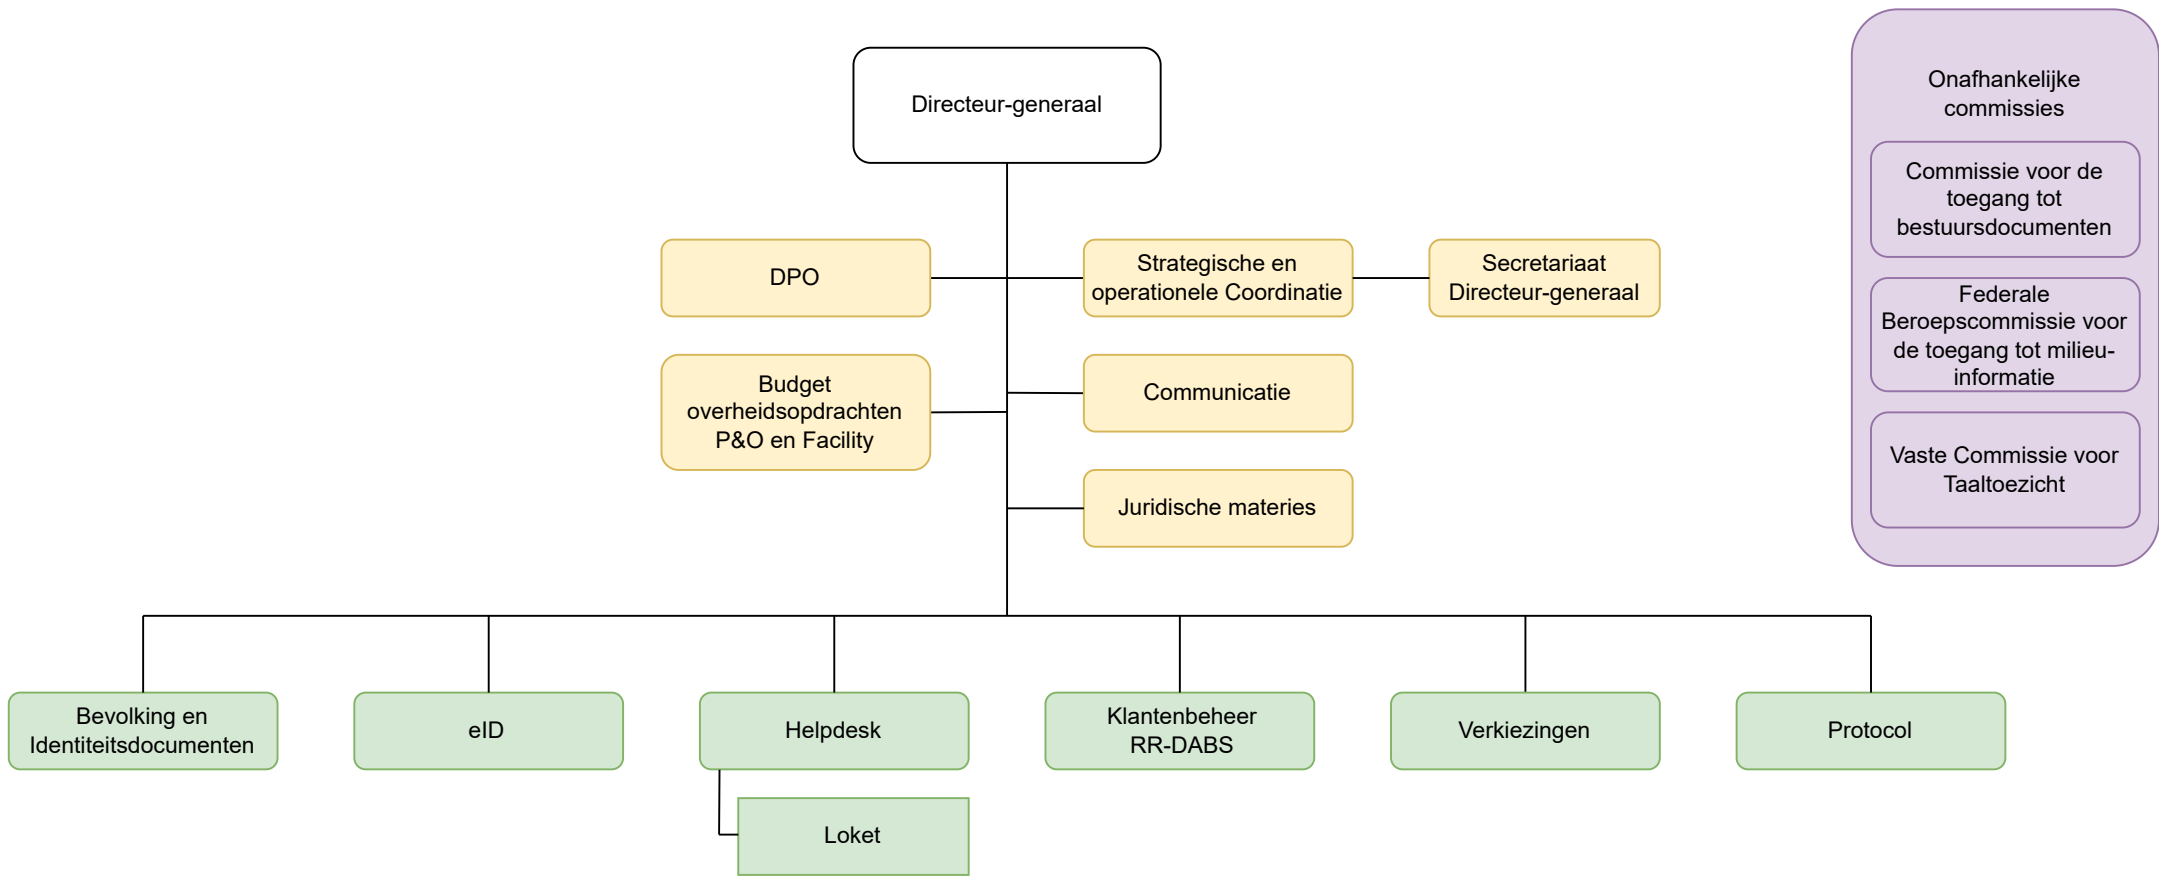 Directeur-generaal
Onafhankelijke
commissies
Commissie voor de
toegang tot
bestuursdocumenten
Federale
Beroepscommissie voor
de toegang tot milieu-
informatie
Vaste Commissie voor
Taaltoezicht
DPO
Strategische en
operationele Coordinatie
Secretariaat
Directeur-generaal
Budget
overheidsopdrachten
P&O en Facility
Communicatie
Juridische materies
Bevolking en
Identiteitsdocumenten
eID
Helpdesk
Klantenbeheer
RR-DABS
Verkiezingen
Protocol
Loket